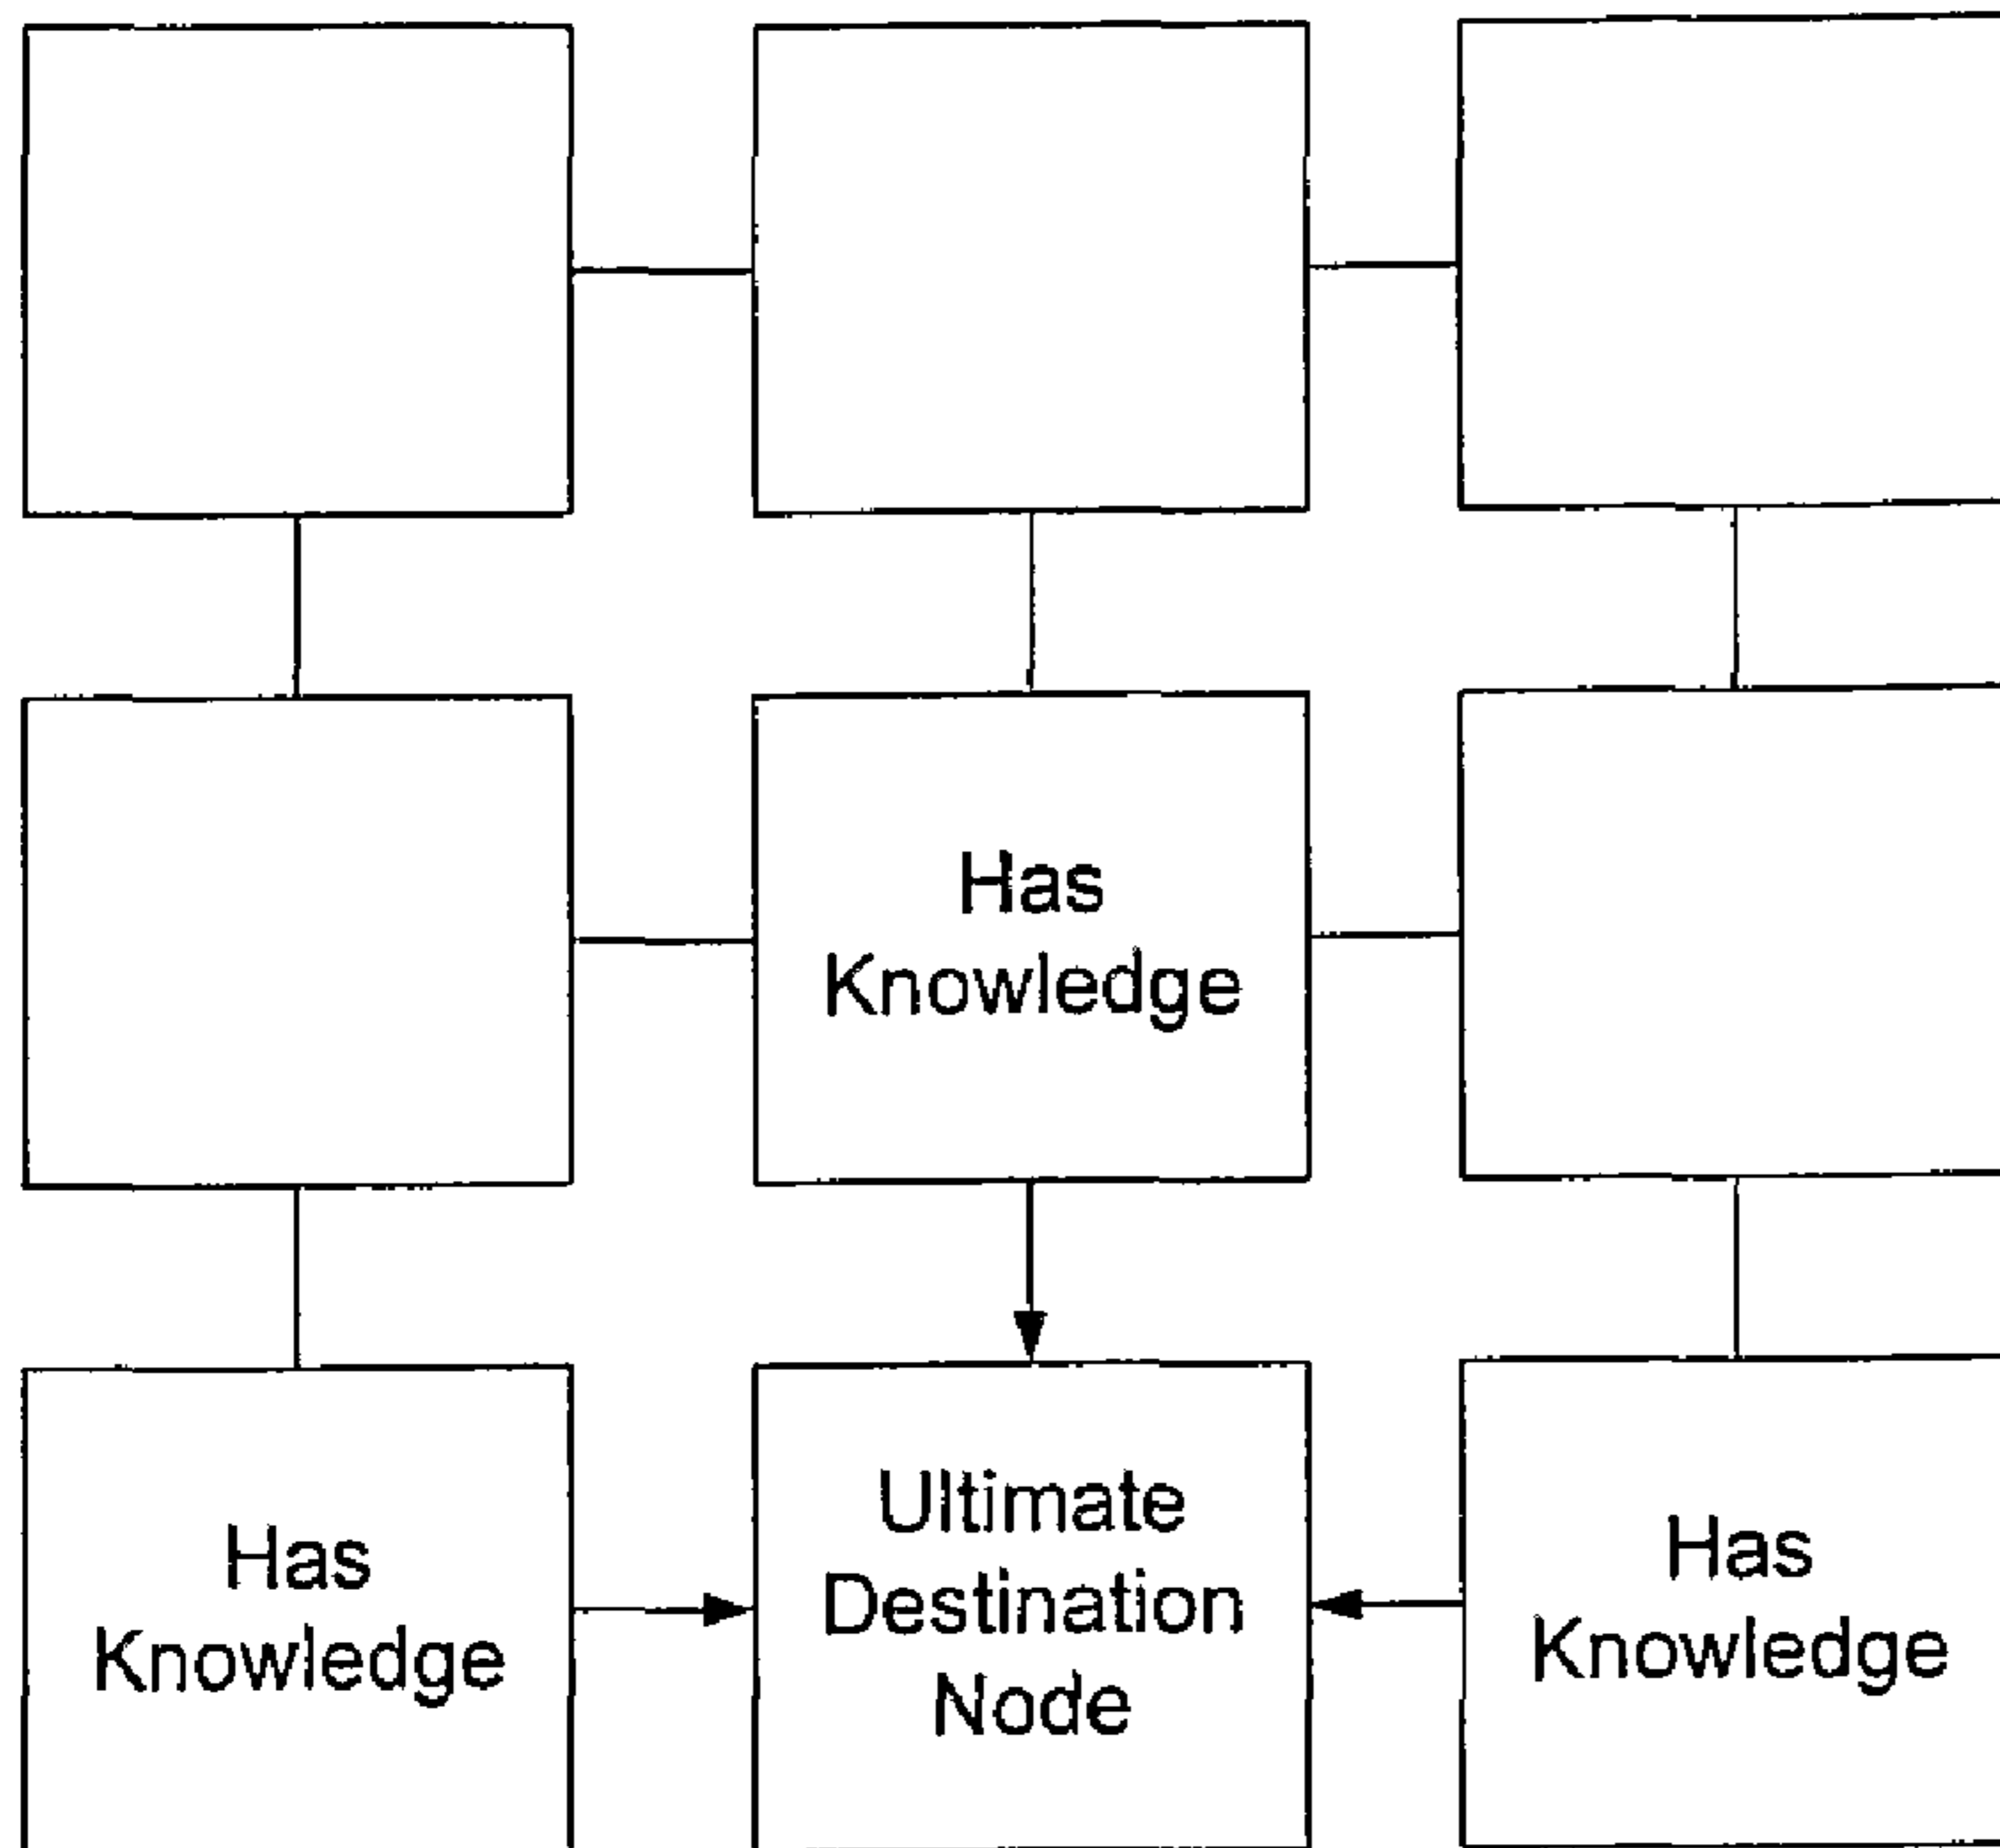 Has
Knowledge
Has
Knowledge
Ultimate
Destination
Node
Has
Knowledge